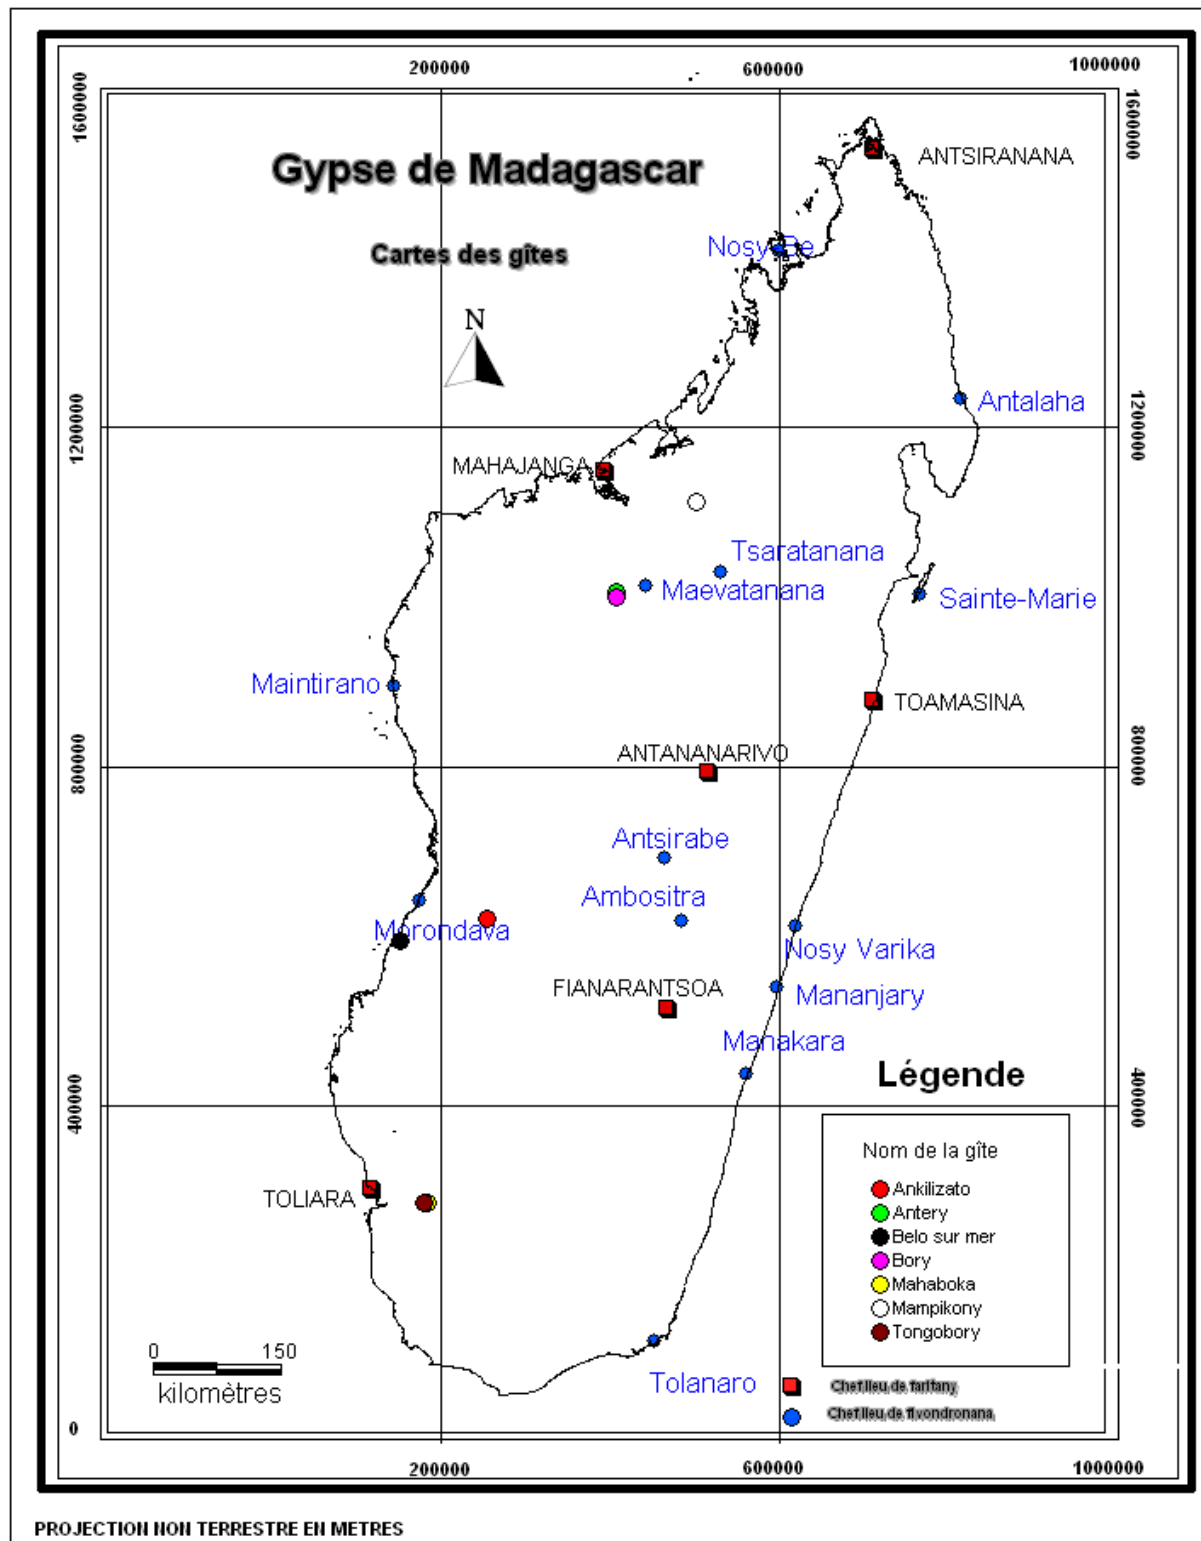 200000
600000
1000000
1600000
1600000
Gypse de Madagascar
ANTSIRANANA
Cartes des gîtes
Nosy-Be
N
Antalaha
1200000
1200000
MAHAJANGA
Tsaratanana
Maevatanana
Sainte-Marie
Maintirano
TOAMASINA
ANTANANARIVO
800000
800000
Antsirabe
Ambositra
Morondava
Nosy Varika
FIANARANTSOA
Mananjary
Manakara
Légende
400000
400000
Nom de la gîte
Ankilizato
Antery
Belo sur mer
Bory
Mahaboka
Mampikony
Tongobory
TOLIARA
0 150
kilomètres
Tolanaro
Chef lieu de farifany
Chef lieu de fivondronana
0
200000
600000
1000000
PROJECTION NON TERRESTRE EN METRES